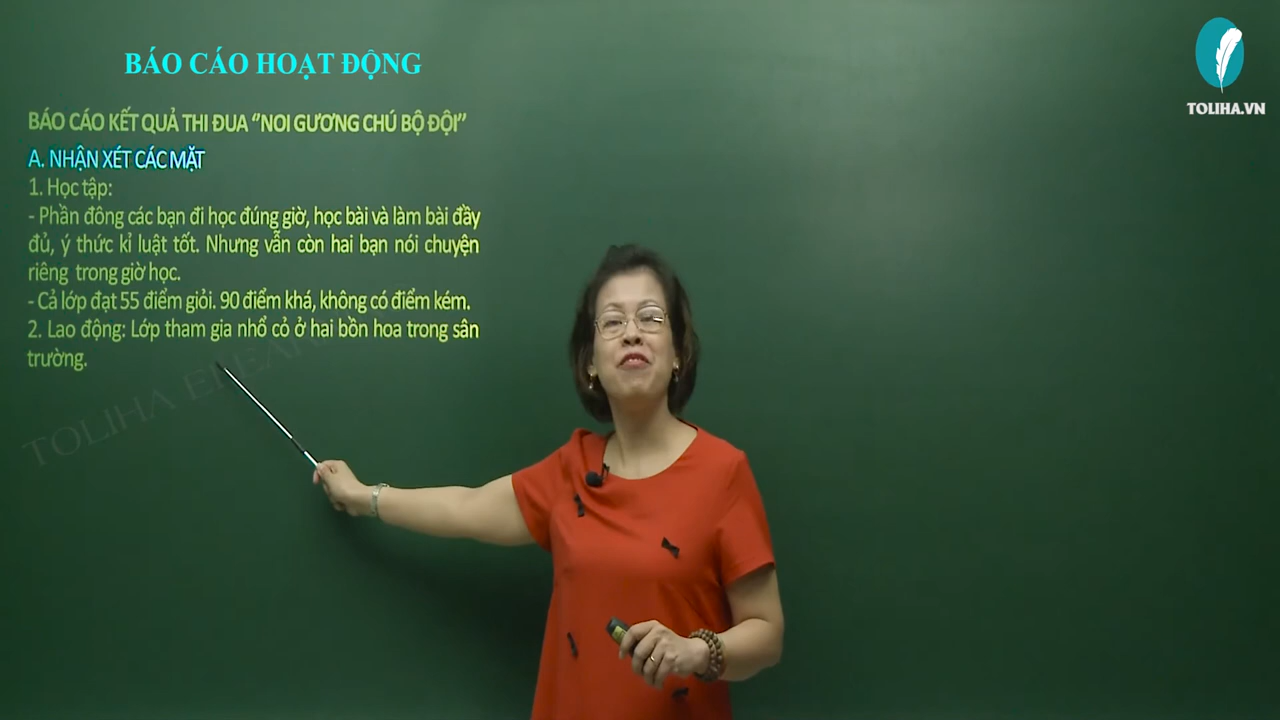 BÁO CÁO HOẠT ĐỘNG
TOLIHA.VN
BÁO CÁO KẾT QUẢ THI ĐUA “NOI GƯƠNG CHÚ BỘ ĐỘI”
A. NHẬN XÉT CÁC MẶT
1. Học tập:
- Phần đông các bạn đi học đúng giờ, học bài và làm bài đầy
đủ, ý thức kỉ luật tốt. Nhưng vẫn còn hai bạn nói chuyện
riêng trong giờ học.
- Cả lớp đạt 55 điểm giỏi. 90 điểm khá, không có điểm kém.
2. Lao động: Lớp tham gia nhổ cỏ ở hai bồn hoa trong sân
trường.
TOLIHA